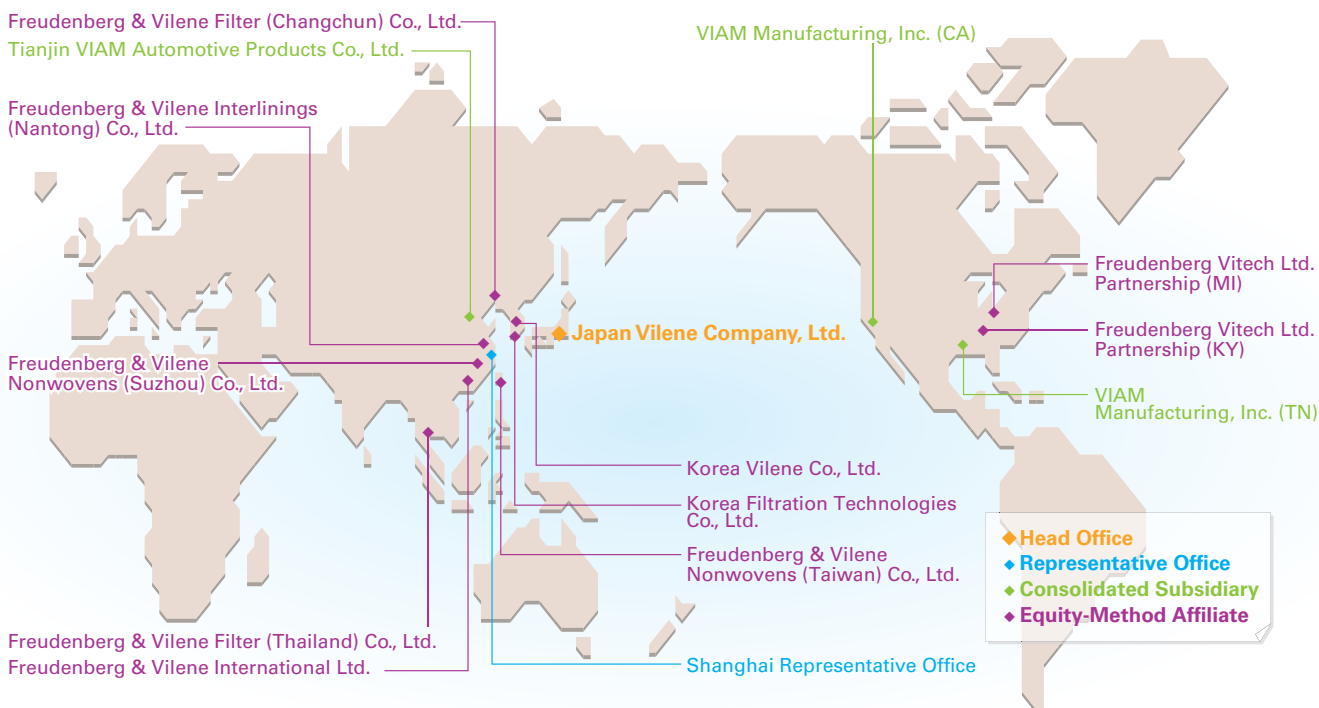 Freudenberg & Vilene Filter (Changchun) Co., Ltd.
Tianjin VIAM Automotive Products Co., Ltd.
Freudenberg & Vilene Interlinings
(Nantong) Co., Ltd.
Freudenberg & Vilene
Nonwovens (Suzhou) Co., Ltd.
Freudenberg & Vilene Filter (Thailand) Co., Ltd.
Freudenberg & Vilene International Ltd.
Japan Vilene Company, Ltd.
Korea Vilene Co., Ltd.
Korea Filtration Technologies
Co., Ltd.
Freudenberg & Vilene
Nonwovens (Taiwan) Co., Ltd.
Shanghai Representative Office
VIAM Manufacturing, Inc. (CA)
Freudenberg Vitech Ltd.
Partnership (MI)
Freudenberg Vitech Ltd.
Partnership (KY)
VIAM
Manufacturing, Inc. (TN)
Head Office
Representative Office
Consolidated Subsidiary
Equity-Method Affiliate